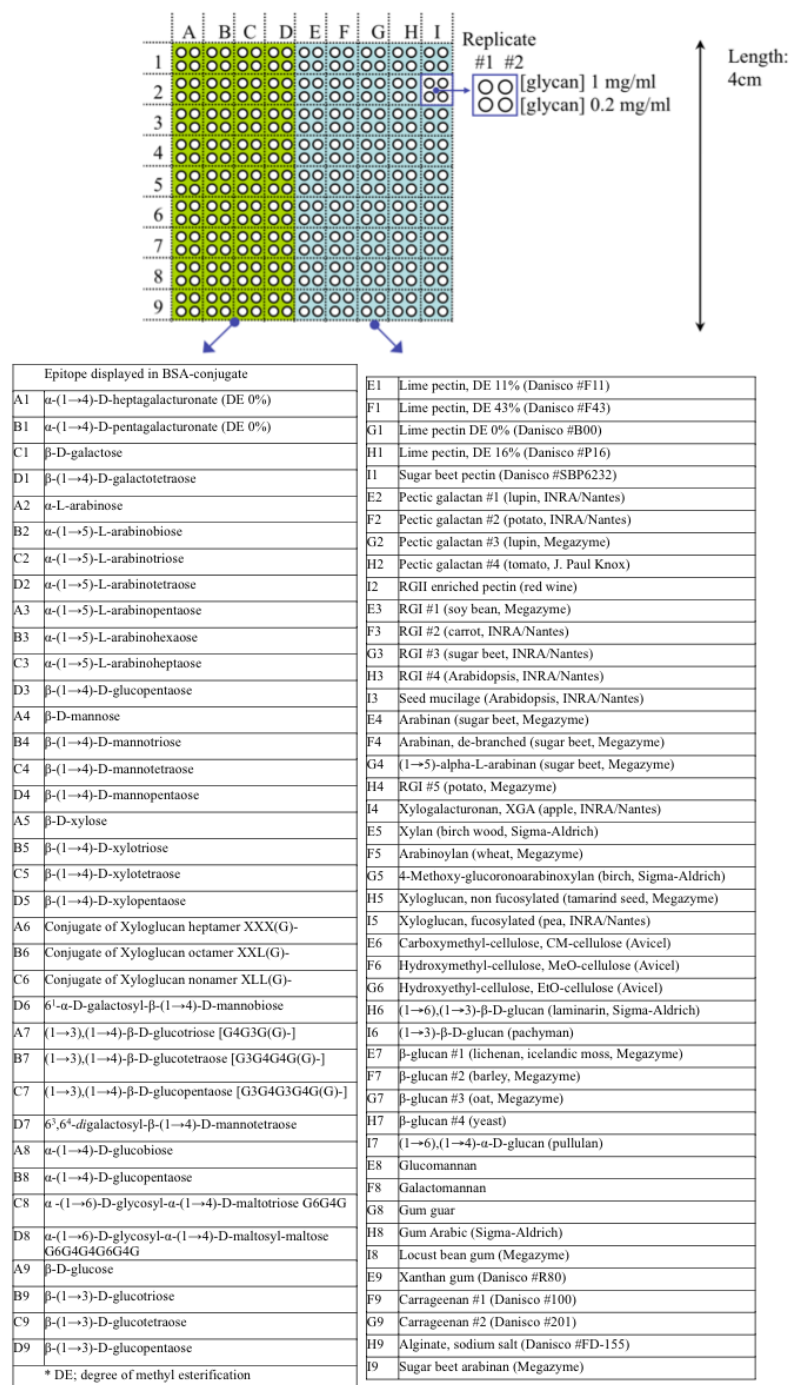 A B C D E F G H I
Replicate
#1 #2
[glycan] 1 mg/ml
[glycan] 0.2 mg/ml
Length:
4cm
1
2
3
4
5
6
7
8
9
Epitope displayed in BSA-conjugate
A1 α-(1→4)-D-heptagalacturonate (DE 0%)
B1 α-(1→4)-D-pentagalacturonate (DE 0%)
C1 β-D-galactose
D1 β-(1→4)-D-galactotetraose
A2 α-L-arabinose
B2 α-(1→5)-L-arabinobiose
C2 α-(1→5)-L-arabinotriose
D2 α-(1→5)-L-arabinotetraose
A3 α-(1→5)-L-arabinopentaose
B3 α-(1→5)-L-arabinohexaose
C3 α-(1→5)-L-arabinoheptaose
D3 β-(1→4)-D-glucopentaose
A4 β-D-mannose
B4 β-(1→4)-D-mannotriose
C4 β-(1→4)-D-mannotetraose
D4 β-(1→4)-D-mannopentaose
A5 β-D-xylose
B5 β-(1→4)-D-xylotriose
C5 β-(1→4)-D-xylotetraose
D5 β-(1→4)-D-xylopentaose
A6 Conjugate of Xyloglucan heptamer XXX(G)-
B6 Conjugate of Xyloglucan octamer XXL(G)-
C6 Conjugate of Xyloglucan nonamer XLL(G)-
D6 6¹-α-D-galactosyl-β-(1→4)-D-mannobiose
A7 (1→3),(1→4)-β-D-glucotriose [G4G3G(G)-]
B7 (1→3),(1→4)-β-D-glucotetraose [G3G4G4G(G)-]
C7 (1→3),(1→4)-β-D-glucopentaose [G3G4G3G4G(G)-]
D7 6³,6⁴-digalactosyl-β-(1→4)-D-mannotetraose
A8 α-(1→4)-D-glucobiose
B8 α-(1→4)-D-glucopentaose
C8 α -(1→6)-D-glycosyl-α-(1→4)-D-maltotriose G6G4G
D8 α-(1→6)-D-glycosyl-α-(1→4)-D-maltosyl-maltose
G6G4G4G6G4G
A9 β-D-glucose
B9 β-(1→3)-D-glucotriose
C9 β-(1→3)-D-glucotetraose
D9 β-(1→3)-D-glucopentaose
* DE; degree of methyl esterification
E1 Lime pectin, DE 11% (Danisco #F11)
F1 Lime pectin, DE 43% (Danisco #F43)
G1 Lime pectin DE 0% (Danisco #B00)
H1 Lime pectin, DE 16% (Danisco #P16)
I1 Sugar beet pectin (Danisco #SBP6232)
E2 Pectic galactan #1 (lupin, INRA/Nantes)
F2 Pectic galactan #2 (potato, INRA/Nantes)
G2 Pectic galactan #3 (lupin, Megazyme)
H2 Pectic galactan #4 (tomato, J. Paul Knox)
I2 RGII enriched pectin (red wine)
E3 RGI #1 (soy bean, Megazyme)
F3 RGI #2 (carrot, INRA/Nantes)
G3 RGI #3 (sugar beet, INRA/Nantes)
H3 RGI #4 (Arabidopsis, INRA/Nantes)
I3 Seed mucilage (Arabidopsis, INRA/Nantes)
E4 Arabinan (sugar beet, Megazyme)
F4 Arabinan, de-branched (sugar beet, Megazyme)
G4 (1→5)-alpha-L-arabinan (sugar beet, Megazyme)
H4 RGI #5 (potato, Megazyme)
I4 Xylogalacturonan, XGA (apple, INRA/Nantes)
E5 Xylan (birch wood, Sigma-Aldrich)
F5 Arabinoylan (wheat, Megazyme)
G5 4-Methoxy-glucoronoarabinoxylan (birch, Sigma-Aldrich)
H5 Xyloglucan, non fucosylated (tamarind seed, Megazyme)
I5 Xyloglucan, fucosylated (pea, INRA/Nantes)
E6 Carboxymethyl-cellulose, CM-cellulose (Avicel)
F6 Hydroxymethyl-cellulose, MeO-cellulose (Avicel)
G6 Hydroxyethyl-cellulose, EtO-cellulose (Avicel)
H6 (1→6),(1→3)-β-D-glucan (laminarin, Sigma-Aldrich)
I6 (1→3)-β-D-glucan (pachyman)
E7 β-glucan #1 (lichenan, icelandic moss, Megazyme)
F7 β-glucan #2 (barley, Megazyme)
G7 β-glucan #3 (oat, Megazyme)
H7 β-glucan #4 (yeast)
I7 (1→6),(1→4)-α-D-glucan (pullulan)
E8 Glucomannan
F8 Galactomannan
G8 Gum guar
H8 Gum Arabic (Sigma-Aldrich)
I8 Locust bean gum (Megazyme)
E9 Xanthan gum (Danisco #R80)
F9 Carrageenan #1 (Danisco #100)
G9 Carrageenan #2 (Danisco #201)
H9 Alginate, sodium salt (Danisco #FD-155)
I9 Sugar beet arabinan (Megazyme)